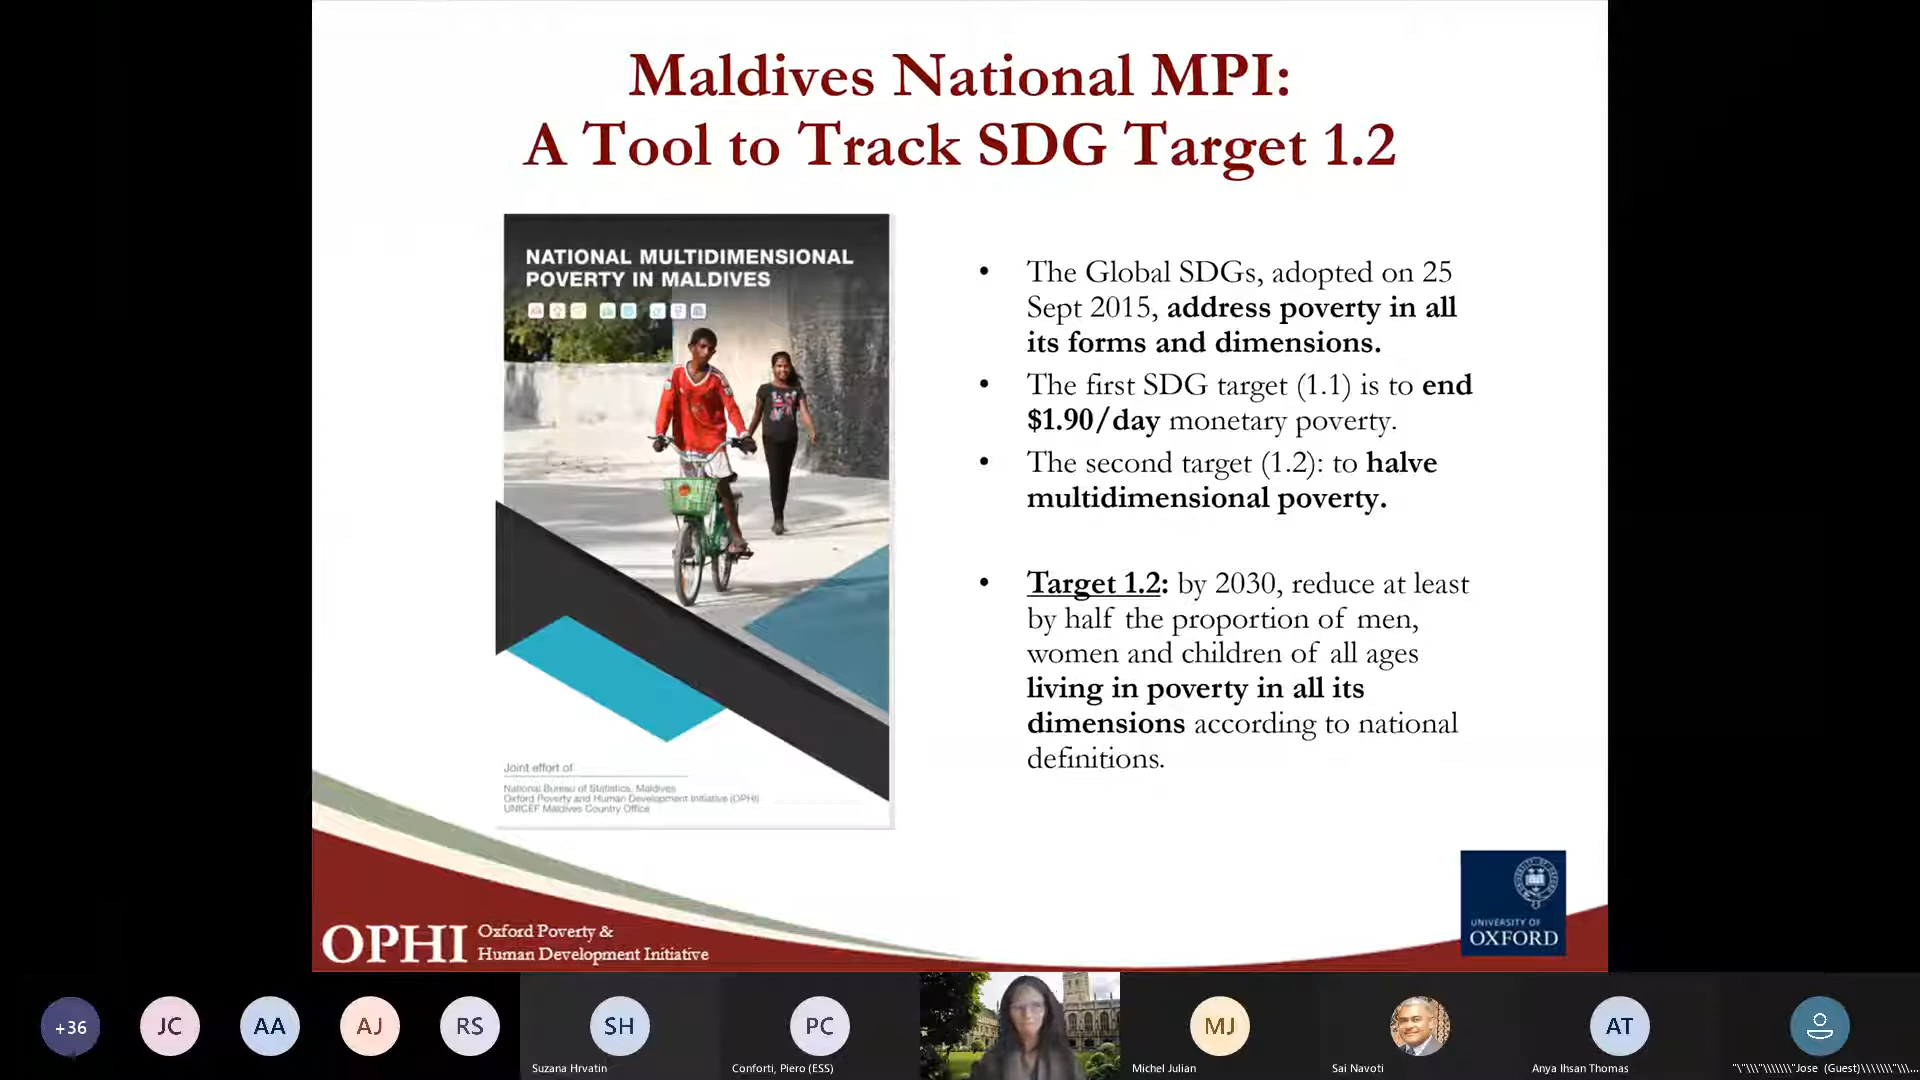 Maldives National MPI:
A Tool to Track SDG Target 1.2
NATIONAL MULTIDIMENSIONAL
POVERTY IN MALDIVES
Joint effort of
National Bureau of Statistics, Maldives
Oxford Poverty and Human Development Initiative (OPHI)
UNICEF Maldives Country Office
• The Global SDGs, adopted on 25
Sept 2015, address poverty in all
its forms and dimensions.
• The first SDG target (1.1) is to end
$1.90/day monetary poverty.
• The second target (1.2): to halve
multidimensional poverty.
• Target 1.2: by 2030, reduce at least
by half the proportion of men,
women and children of all ages
living in poverty in all its
dimensions according to national
definitions.
OPHI
Oxford Poverty &
Human Development Initiative
UNIVERSITY OF
OXFORD
+36
JC
AA
AJ
RS
SH
Suzana Hrvatin
PC
Conforti, Piero (ESS)
MJ
Michel Julian
Sai Navoti
AT
Anya Ihsan Thomas
"\"\\\"\\\\\\\"Jose (Guest)\\\\\\\"\\\...